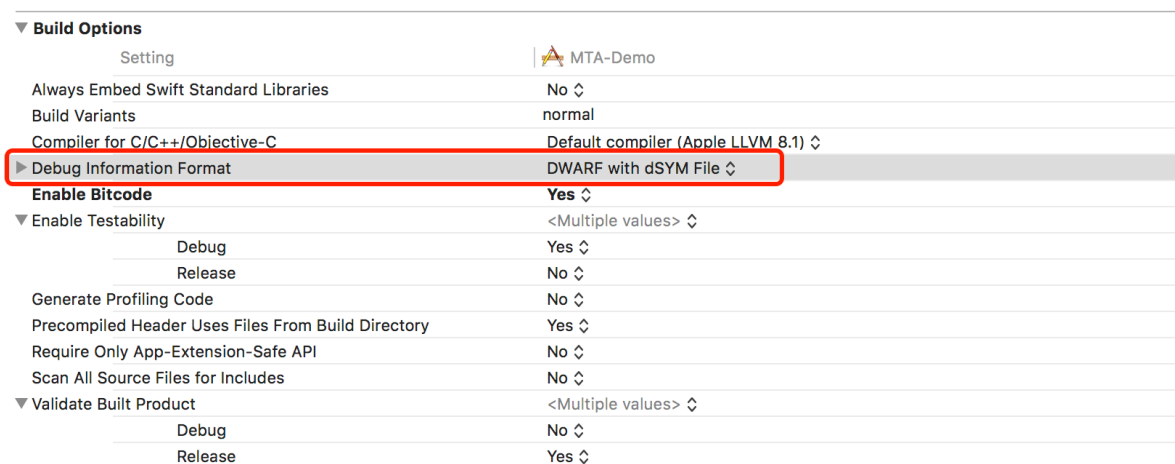 Build Options
Setting MTA-Demo
Always Embed Swift Standard Libraries No
Build Variants normal
Compiler for C/C++/Objective-C Default compiler (Apple LLVM 8.1)
Debug Information Format DWARF with dSYM File
Enable Bitcode Yes
Enable Testability <Multiple values>
Debug Yes
Release No
Generate Profiling Code No
Precompiled Header Uses Files From Build Directory Yes
Require Only App-Extension-Safe API No
Scan All Source Files for Includes No
Validate Built Product <Multiple values>
Debug No
Release Yes